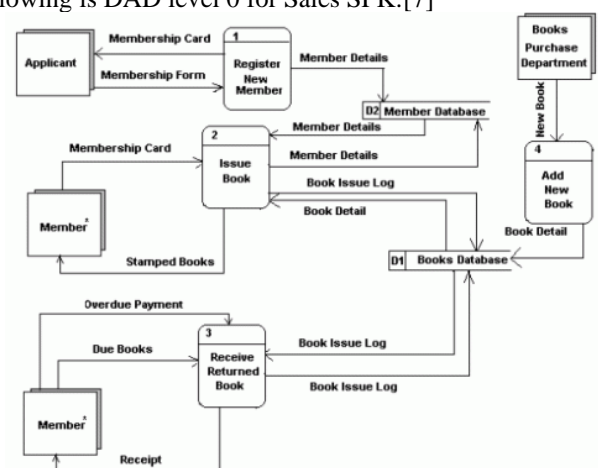 lowing is DAD level 0 for Sales SPK.[7]
Membership Card
Applicant
Membership Form
1
Register
New
Member
Member Details
Books
Purchase
Department
D2 Member Database
New Book
2
Issue
Book
Member Details
Membership Card
Member Details
4
Add
New
Book
Book Issue Log
Book Detail
Member
Book Detail
Stamped Books
D1 Books Database
Overdue Payment
3
Receive
Returned
Book
Due Books
Book Issue Log
Book Issue Log
Member
Receipt